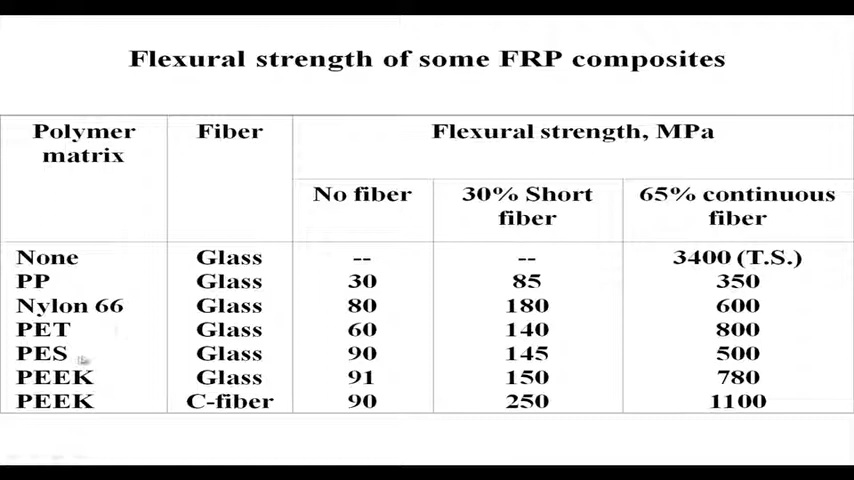 Flexural strength of some FRP composites
Polymer matrix Fiber Flexural strength, MPa
No fiber 30% Short fiber 65% continuous fiber
None Glass -- -- 3400 (T.S.)
PP Glass 30 85 350
Nylon 66 Glass 80 180 600
PET Glass 60 140 800
PES Glass 90 145 500
PEEK Glass 91 150 780
PEEK C-fiber 90 250 1100